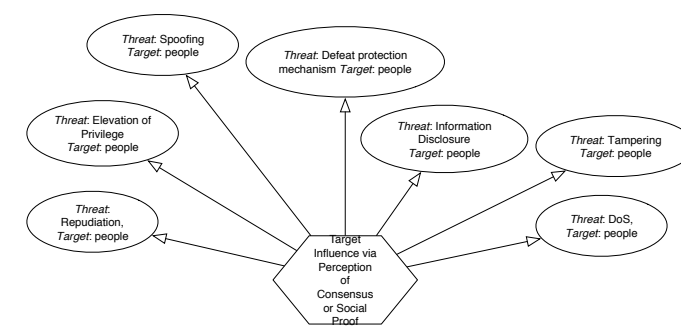 Threat: Spoofing
Target: people
Threat: Defeat protection
mechanism Target: people
Threat: Elevation of
Privilege
Target: people
Threat: Information
Disclosure
Target: people
Threat: Tampering
Target: people
Threat:
Repudiation,
Target: people
Threat: DoS,
Target: people
Target
Influence via
Perception
of
Consensus
or Social
Proof